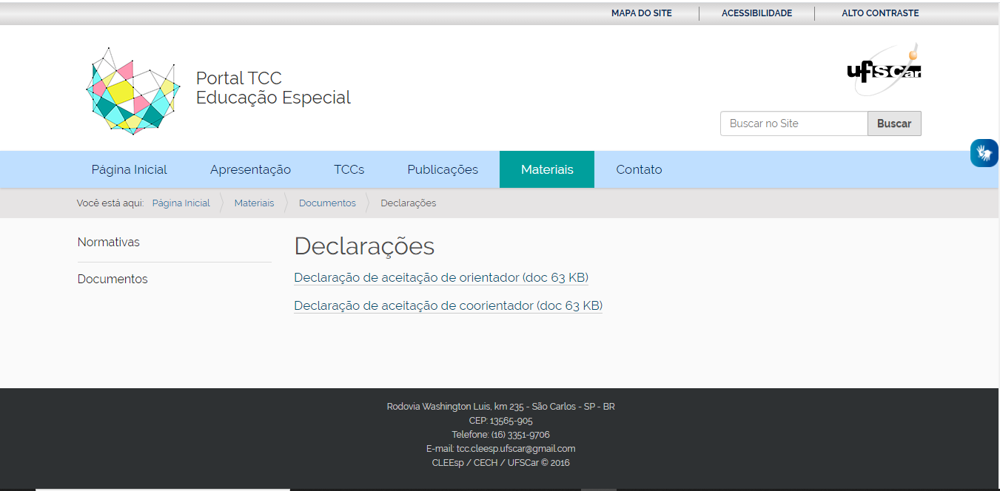 MAPA DO SITE ACESSIBILIDADE ALTO CONTRASTE
Portal TCC
Educação Especial
ufscar
Buscar no Site Buscar
Página Inicial Apresentação TCCs Publicações Materiais Contato
Você está aqui: Página Inicial Materiais Documentos Declarações
Normativas
Documentos
Declarações
Declaração de aceitação de orientador (doc 63 KB)
Declaração de aceitação de coorientador (doc 63 KB)
Rodovia Washington Luis, km 235 - São Carlos - SP - BR
CEP: 13565-905
Telefone: (16) 3351-9706
E-mail: tcc.cleesp.ufscar@gmail.com
CLEEsp / CECH / UFSCar © 2016